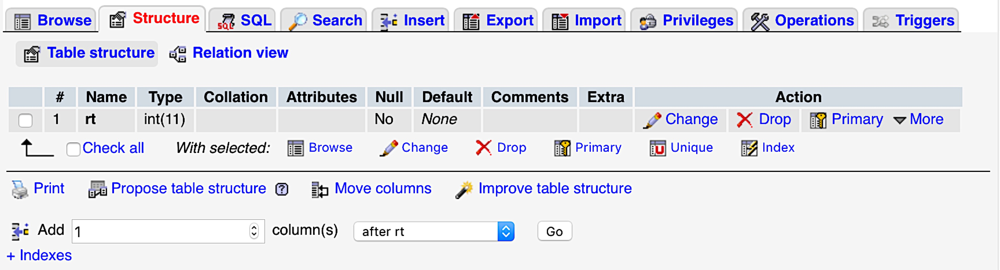 Browse Structure SQL Search Insert Export Import Privileges Operations Triggers
Table structure Relation view
# Name Type Collation Attributes Null Default Comments Extra Action
1 rt int(11) No None Change Drop Primary More
Check all With selected: Browse Change Drop Primary Unique Index
Print Propose table structure ? Move columns Improve table structure
Add 1 column(s) after rt Go
+ Indexes